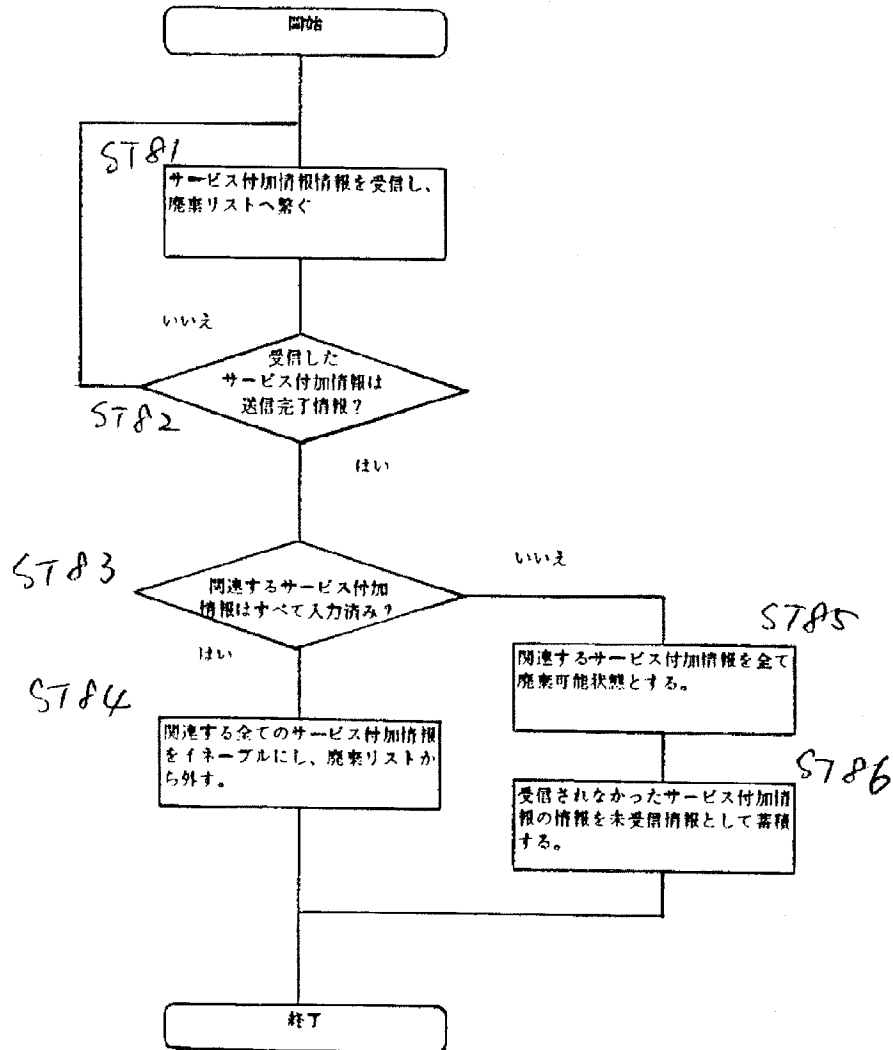 開始
ST81
サービス付加情報情報を受信し、
廃棄リストへ繋ぐ
いいえ
受信した
サービス付加情報は
送信完了情報？
ST82
はい
ST83
関連するサービス付加
情報はすべて入力済み？
いいえ
はい
ST84
関連する全てのサービス付加情報
をイネーブルにし、廃棄リストか
ら外す。
ST85
関連するサービス付加情報を全て
廃棄可能状態とする。
ST86
受信されなかったサービス付加情
報の情報を未受信情報として蓄積
する。
終了